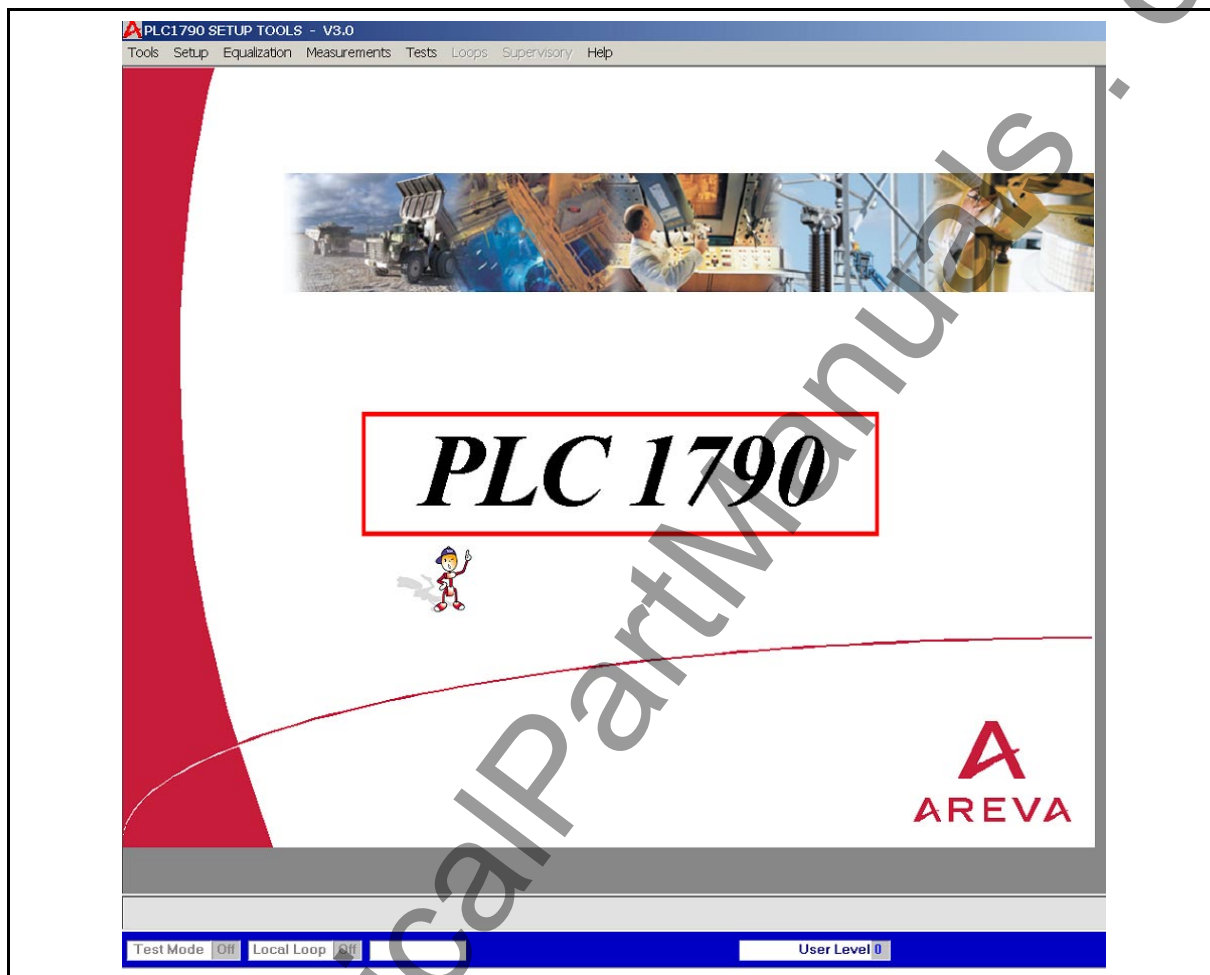 PLC1790 SETUP TOOLS - V3.0
Tools Setup Equalization Measurements Tests Loops Supervisory Help
PLC 1790
AREVA
Test Mode Off Local Loop Off User Level 0
icalPartManuals . c